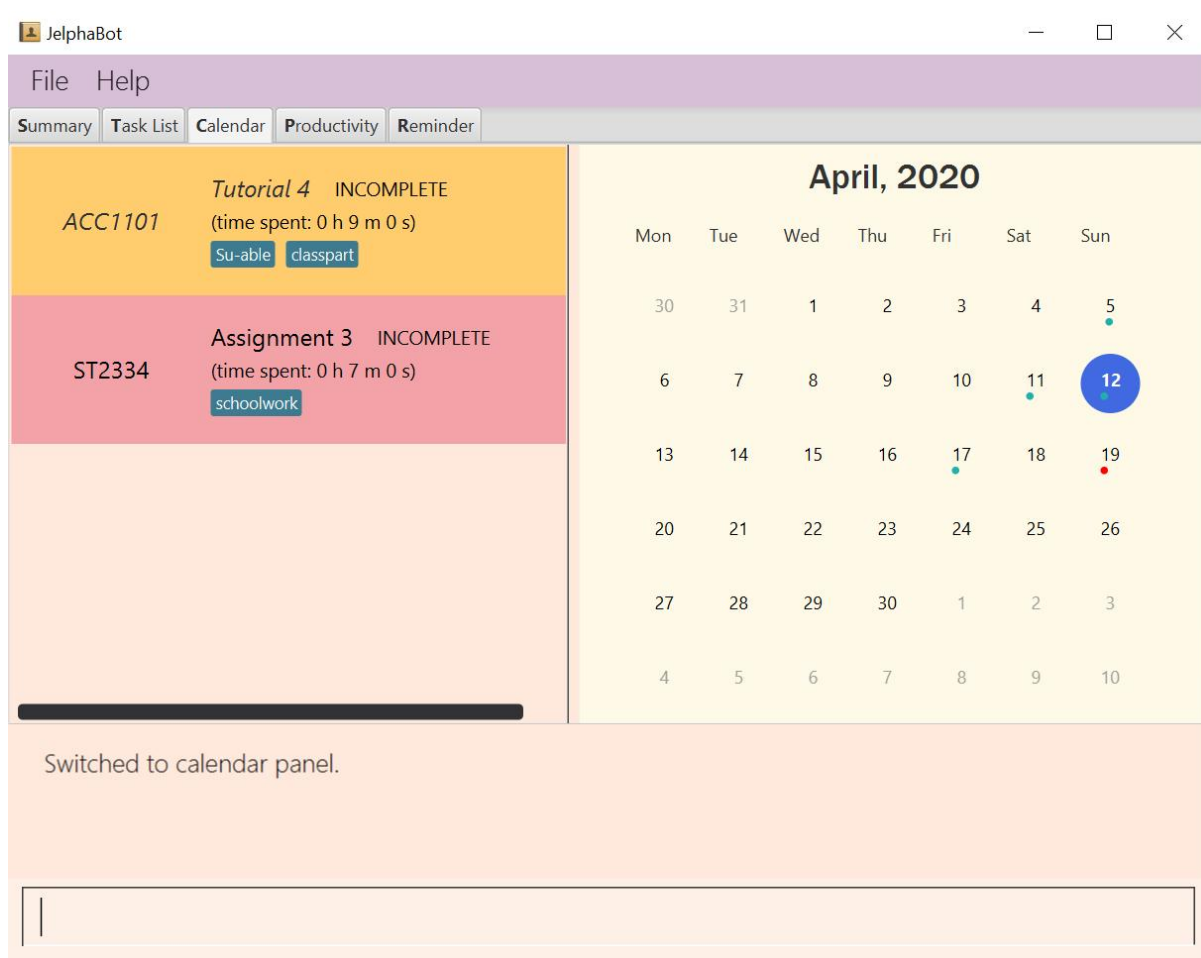 JelphaBot
File Help
Summary Task List Calendar Productivity Reminder
ACC1101
Tutorial 4 INCOMPLETE
(time spent: 0 h 9 m 0 s)
Su-able classpart
ST2334
Assignment 3 INCOMPLETE
(time spent: 0 h 7 m 0 s)
schoolwork
April, 2020
Mon Tue Wed Thu Fri Sat Sun
30 31 1 2 3 4 5
6 7 8 9 10 11 12
13 14 15 16 17 18 19
20 21 22 23 24 25 26
27 28 29 30 1 2 3
4 5 6 7 8 9 10
Switched to calendar panel.